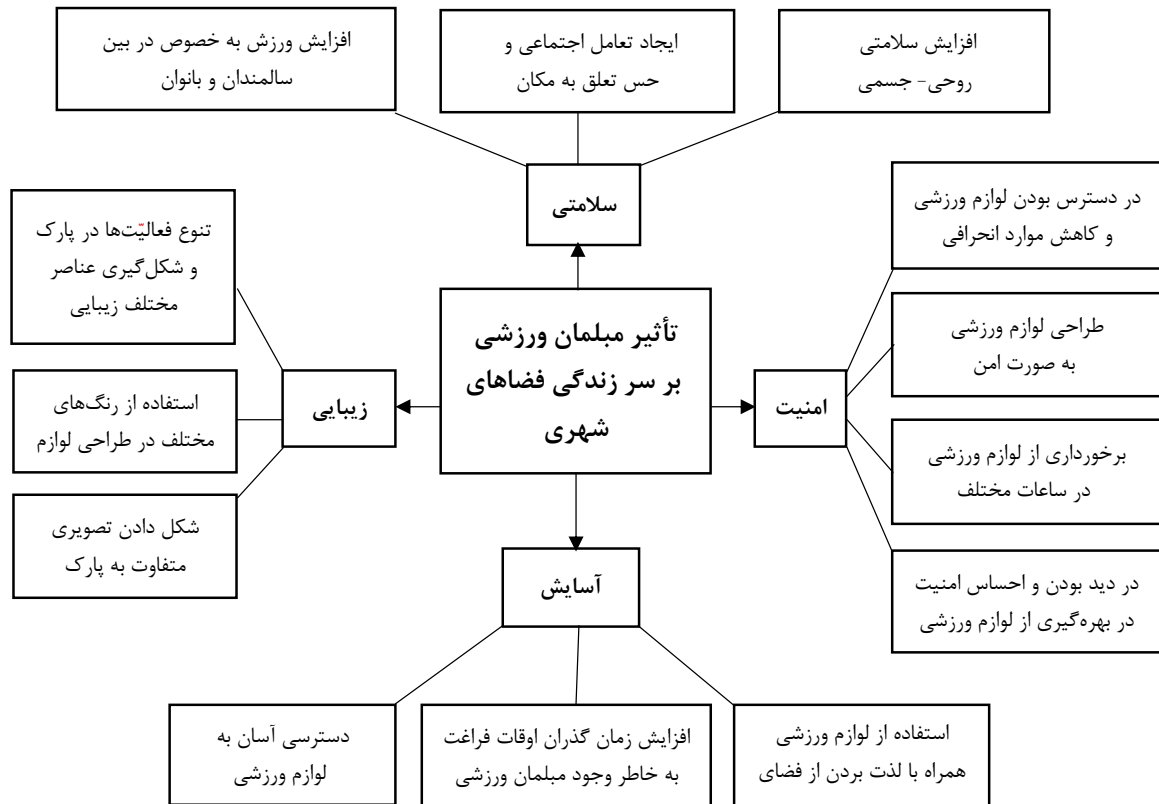 افزایش سلامتی
روحی- جسمی
ایجاد تعامل اجتماعی و
حس تعلق به مکان
افزایش ورزش به خصوص در بین
سالمندان و بانوان
سلامتی
در دسترس بودن لوازم ورزشی
و کاهش موارد انحرافی
طراحی لوازم ورزشی
به صورت امن
برخورداری از لوازم ورزشی
در ساعات مختلف
در دید بودن و احساس امنیت
در بهره‌گیری از لوازم ورزشی
امنیت
تأثیر مبلمان ورزشی
بر سر زندگی فضاهای
شهری
زیبایی
تنوع فعالیّت‌ها در پارک
و شکل‌گیری عناصر
مختلف زیبایی
استفاده از رنگ‌های
مختلف در طراحی لوازم
شکل دادن تصویری
متفاوت به پارک
آسایش
استفاده از لوازم ورزشی
همراه با لذت بردن از فضای
افزایش زمان گذران اوقات فراغت
به خاطر وجود مبلمان ورزشی
دسترسی آسان به
لوازم ورزشی